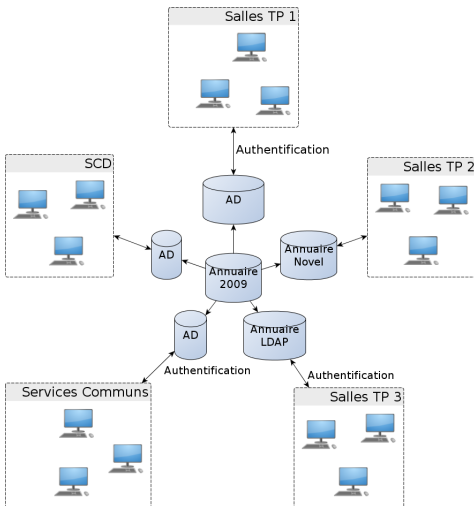 Salles TP 1
Authentification
SCD
Salles TP 2
AD
AD
Annuaire
Novel
Annuaire
2009
AD
Annuaire
LDAP
Authentification
Authentification
Services Communs
Salles TP 3